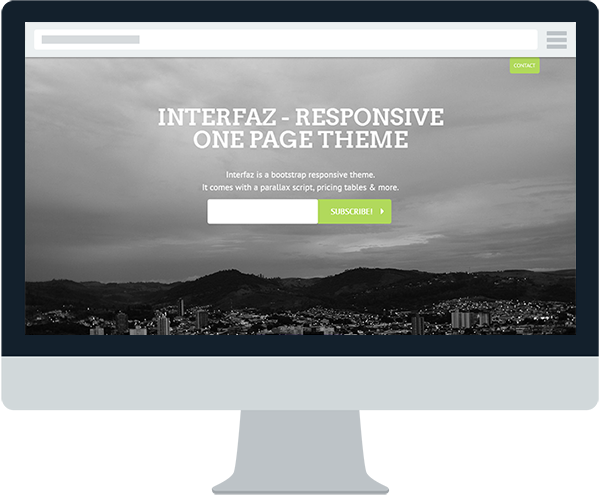 CONTACT
INTERFAZ - RESPONSIVE
ONE PAGE THEME
Interfaz is a bootstrap responsive theme.
It comes with a parallax script, pricing tables & more.
SUBSCRIBE!